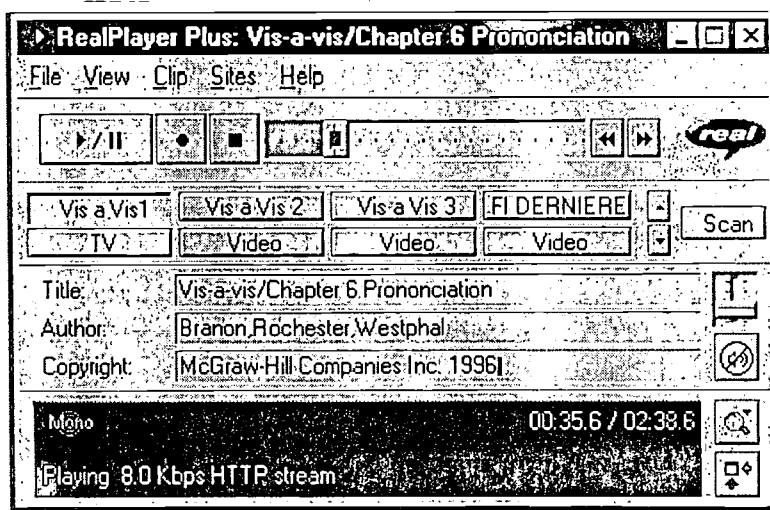 RealPlayer Plus: Vis-a-vis/Chapter 6 Prononciation
File View Clip Sites Help
real
Vis a Vis1 Vis a Vis 2 Vis a Vis 3 FI DERNIERE Scan
TV Video Video Video
Title: Vis-a-vis/Chapter 6 Prononciation
Author: Branon,Rochester,Westphal
Copyright: McGraw-Hill Companies Inc. 1996
Mono 00:35.6 / 02:38.6
Playing 8.0 Kbps HTTP stream